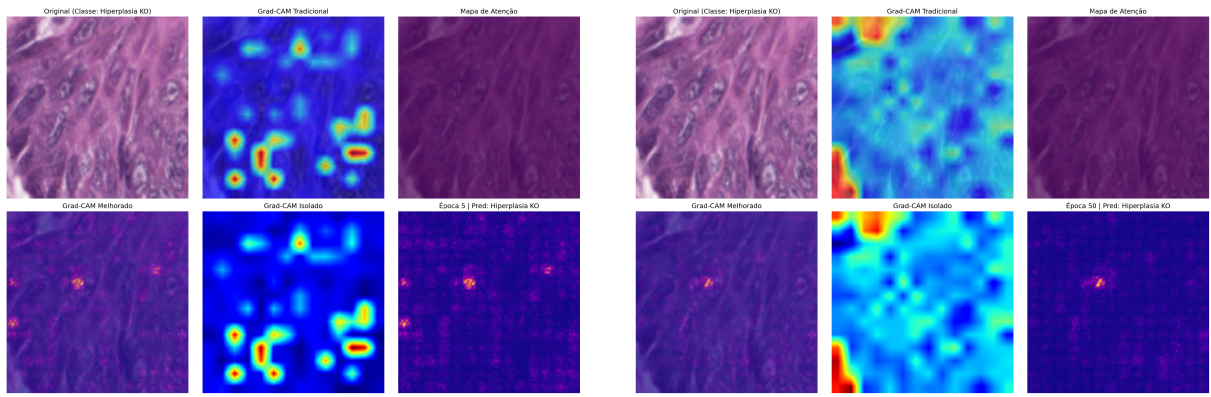 Original (Classe: Hiperplasia KO)
Grad-CAM Tradicional
Mapa de Atenção
Grad-CAM Melhorado
Grad-CAM Isolado
Época 5 | Pred: Hiperplasia KO
Original (Classe: Hiperplasia KO)
Grad-CAM Tradicional
Mapa de Atenção
Grad-CAM Melhorado
Grad-CAM Isolado
Época 50 | Pred: Hiperplasia KO